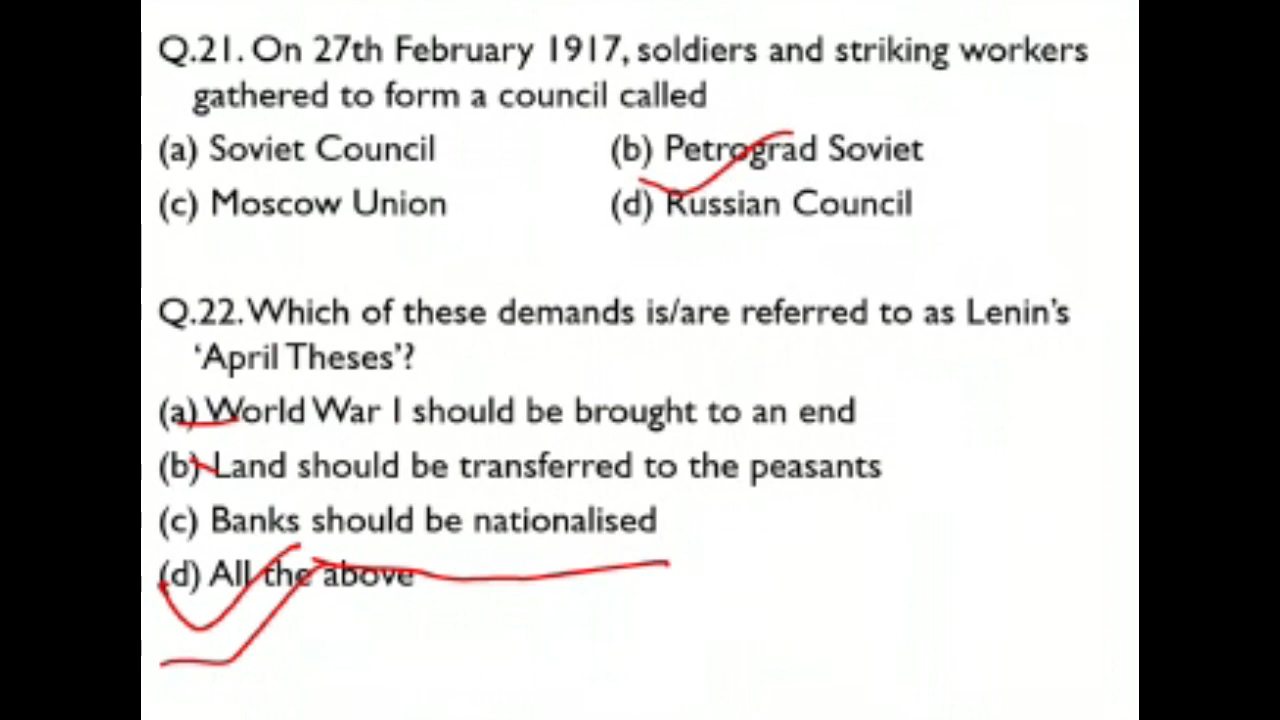 Q.21. On 27th February 1917, soldiers and striking workers
gathered to form a council called
(a) Soviet Council (b) Petrograd Soviet
(c) Moscow Union (d) Russian Council
Q.22. Which of these demands is/are referred to as Lenin's
'April Theses'?
(a) World War I should be brought to an end
(b) Land should be transferred to the peasants
(c) Banks should be nationalised
(d) All the above